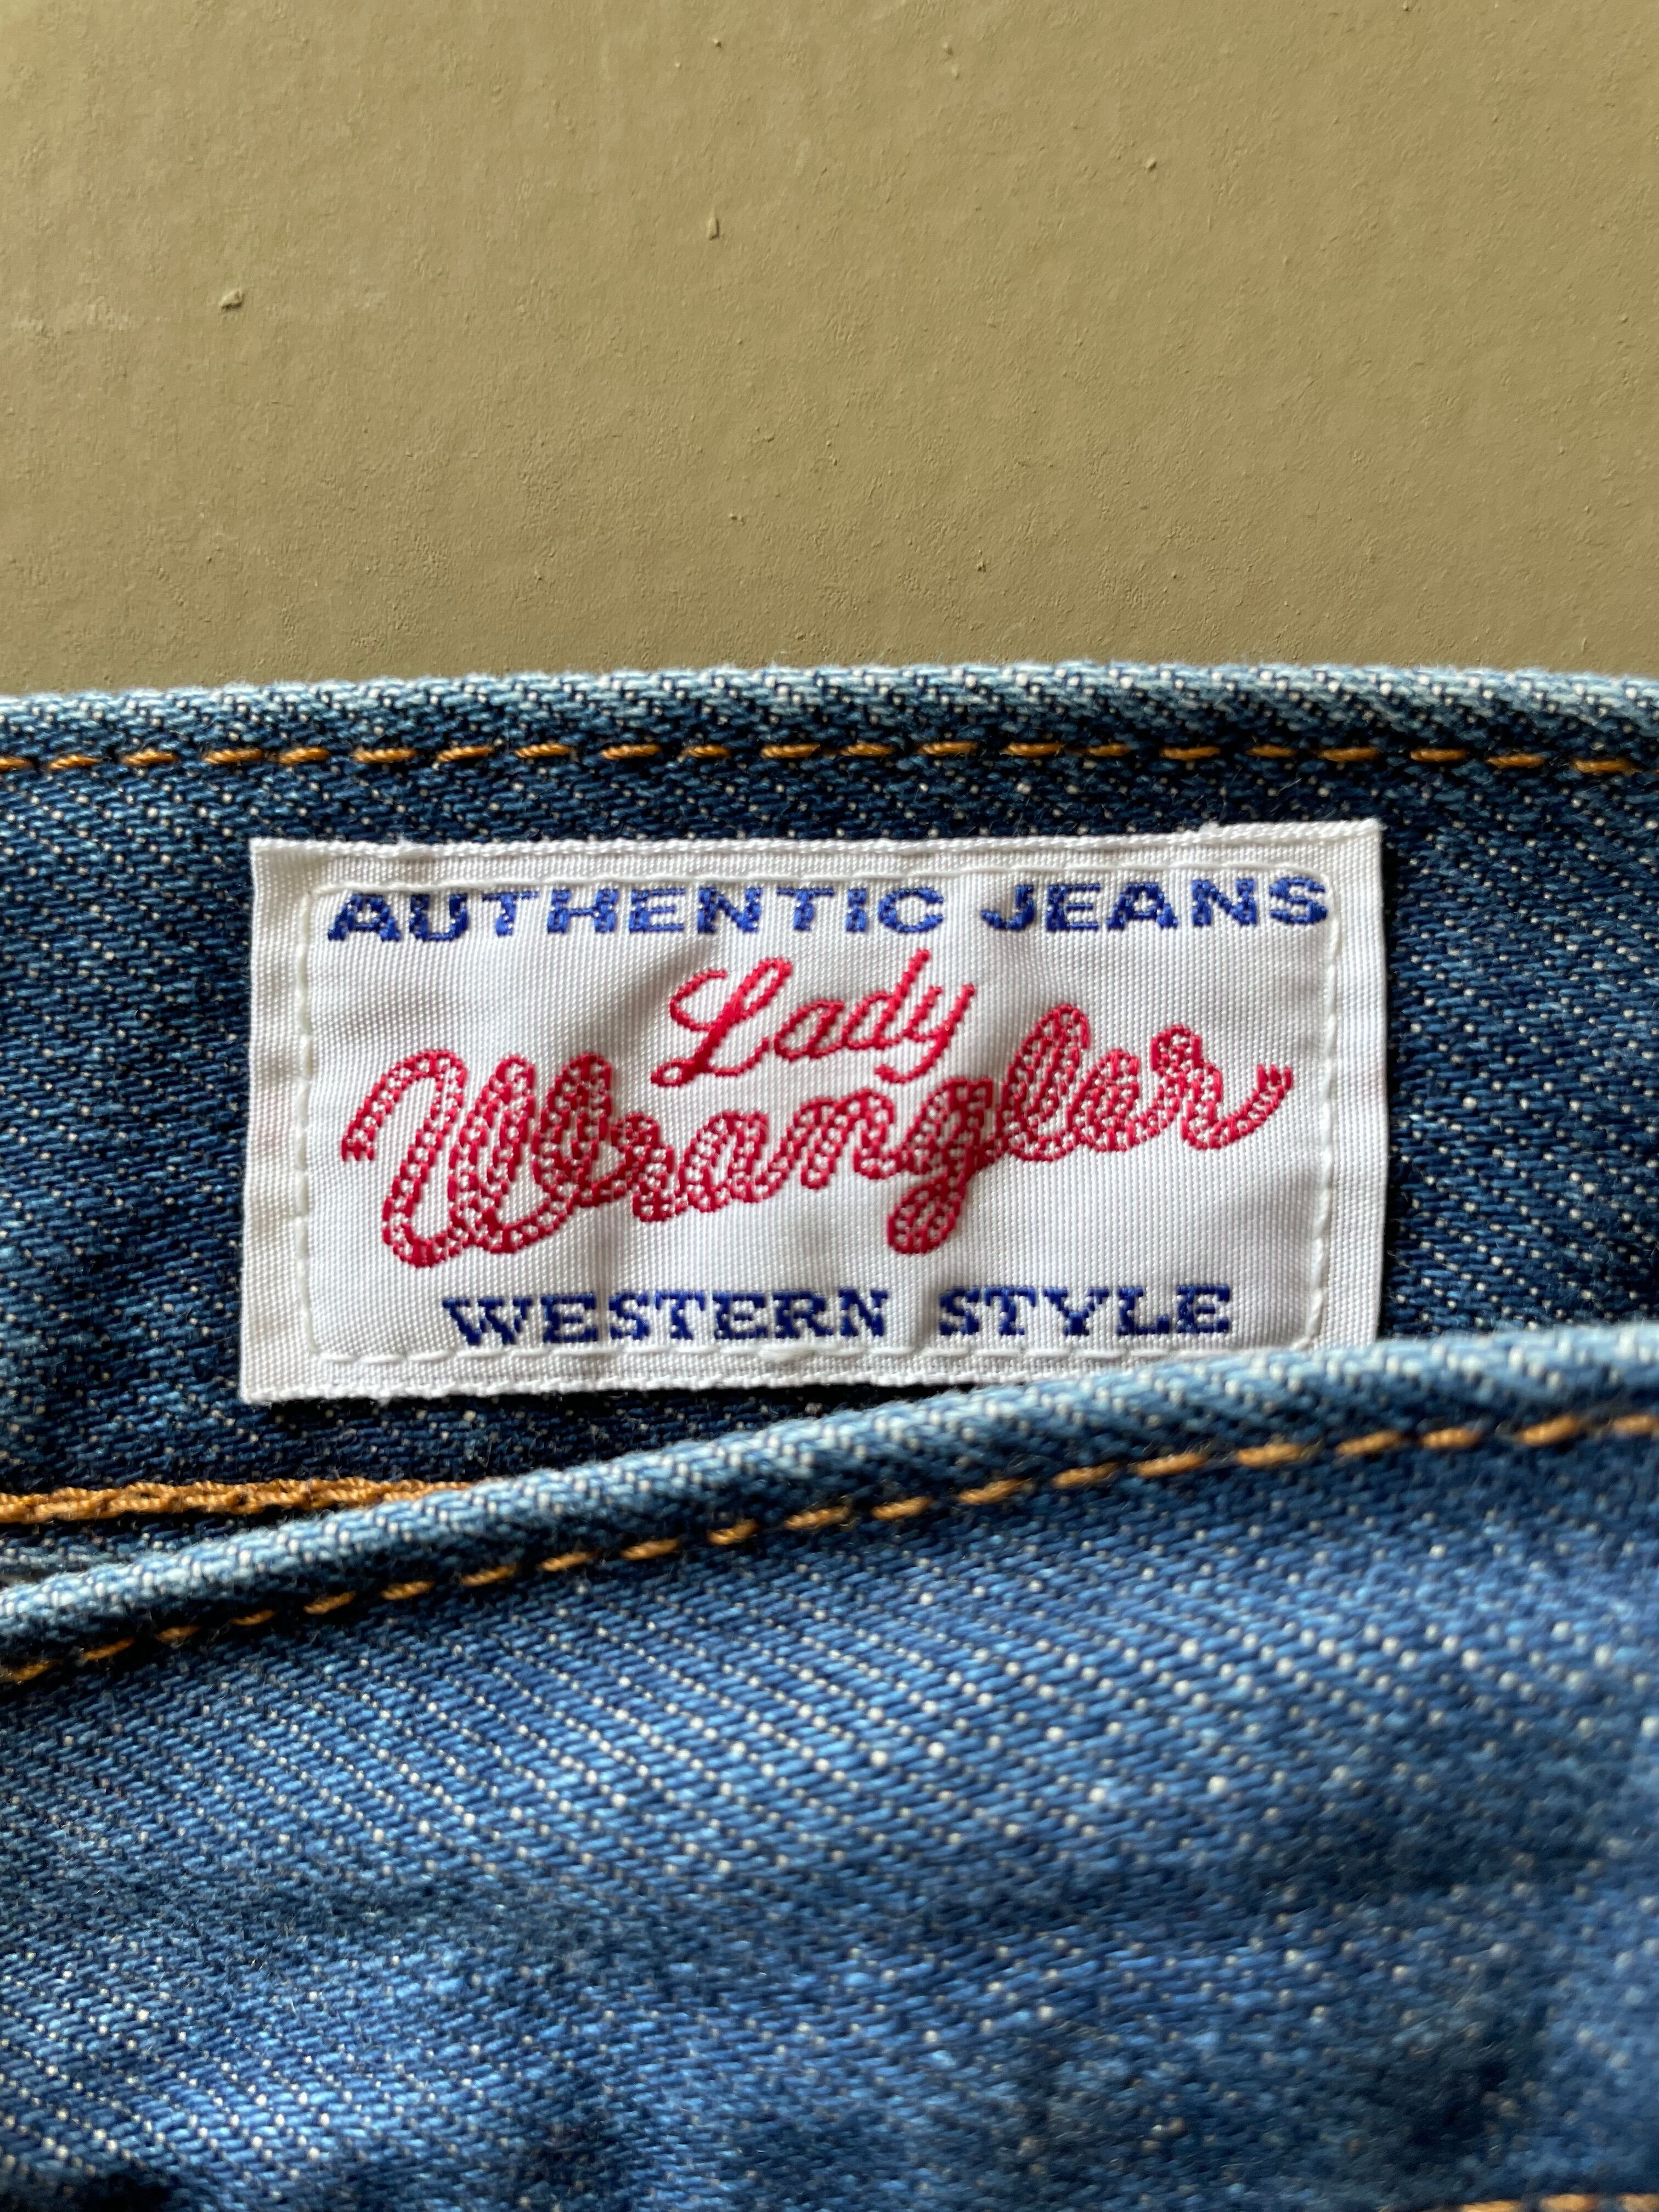 AUTHENTIC JEANS
Lady
Wrangler
WESTERN STYLE